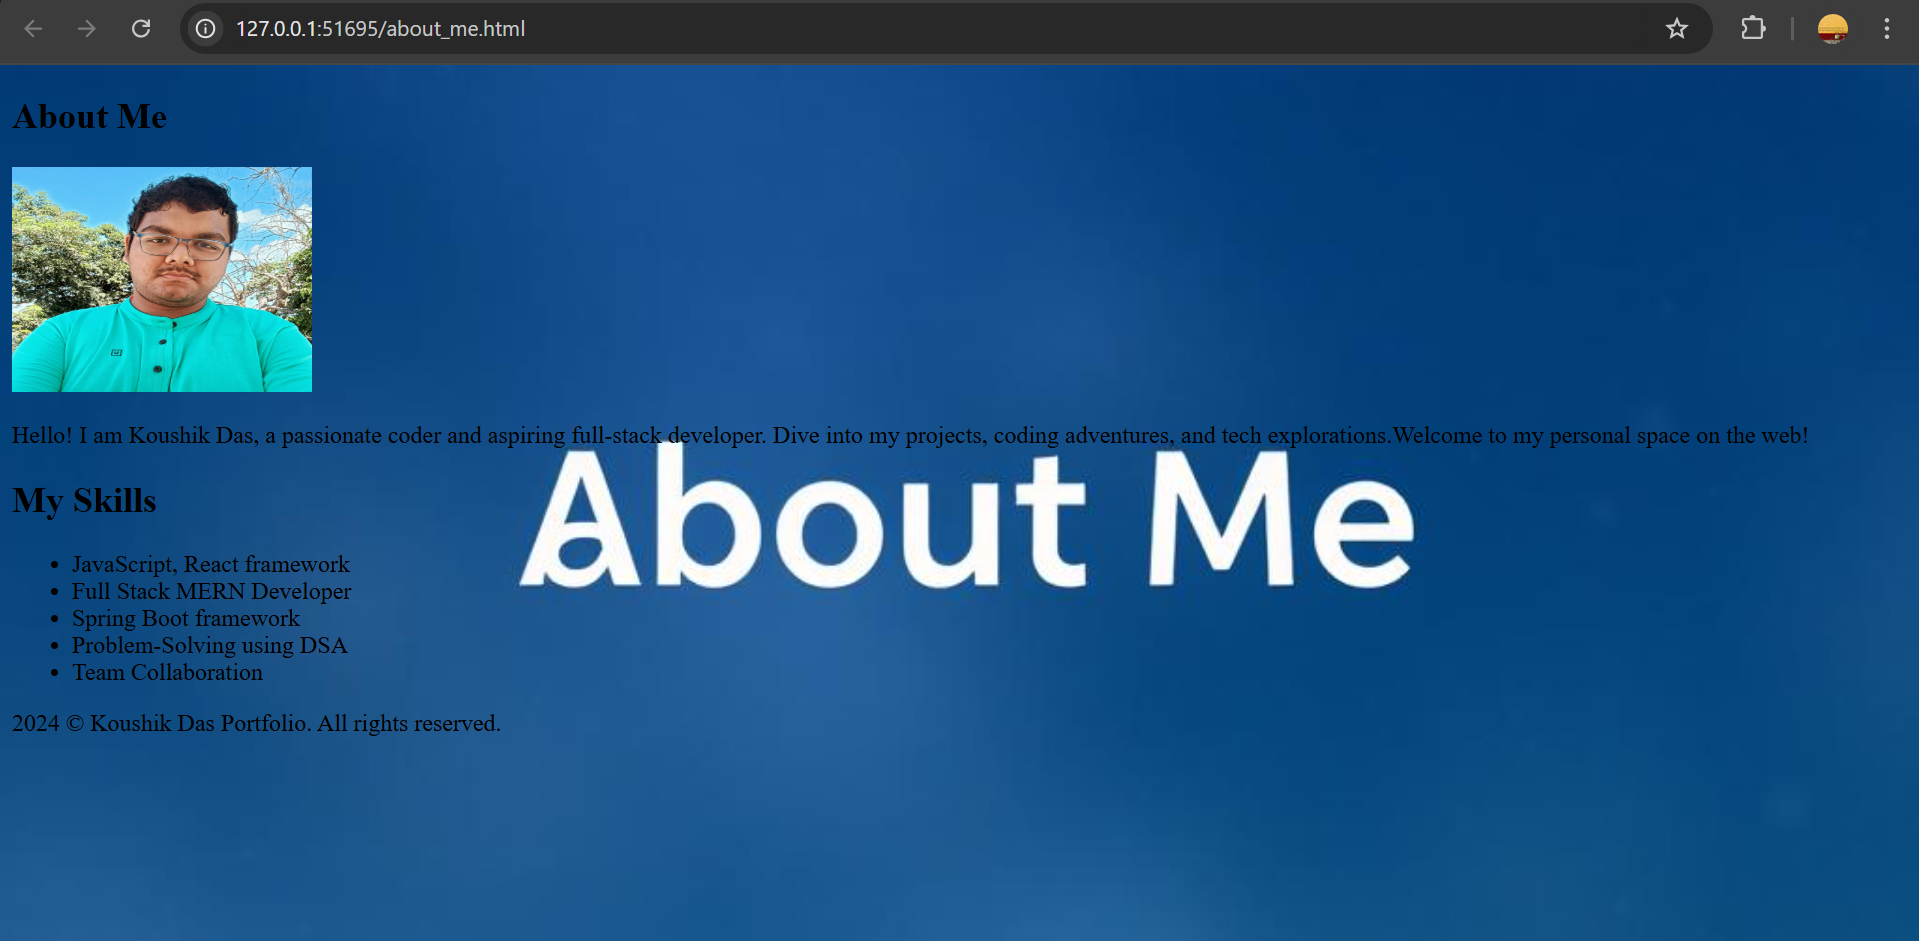 127.0.0.1:51695/about_me.html
About Me
Hello! I am Koushik Das, a passionate coder and aspiring full-stack developer. Dive into my projects, coding adventures, and tech explorations.Welcome to my personal space on the web!
About Me
My Skills
• JavaScript, React framework
• Full Stack MERN Developer
• Spring Boot framework
• Problem-Solving using DSA
• Team Collaboration
2024 © Koushik Das Portfolio. All rights reserved.